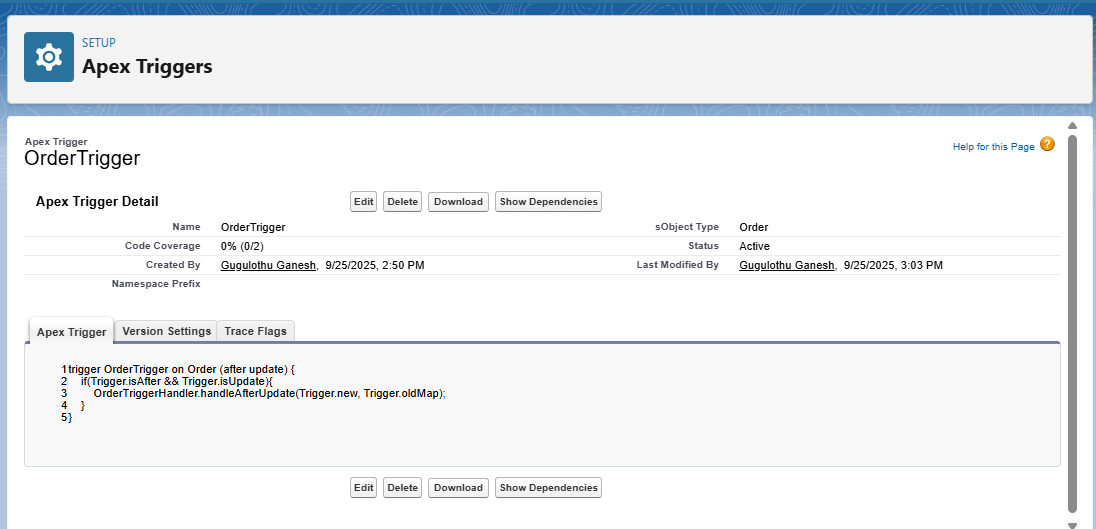 SETUP
Apex Triggers
Apex Trigger
OrderTrigger
Help for this Page ?
Apex Trigger Detail
Edit Delete Download Show Dependencies
Name OrderTrigger sObject Type Order
Code Coverage 0% (0/2) Status Active
Created By Gugulothu Ganesh, 9/25/2025, 2:50 PM Last Modified By Gugulothu Ganesh, 9/25/2025, 3:03 PM
Namespace Prefix
Apex Trigger Version Settings Trace Flags
1trigger OrderTrigger on Order (after update) {
2 if(Trigger.isAfter && Trigger.isUpdate){
3 OrderTriggerHandler.handleAfterUpdate(Trigger.new, Trigger.oldMap);
4 }
5}
Edit Delete Download Show Dependencies